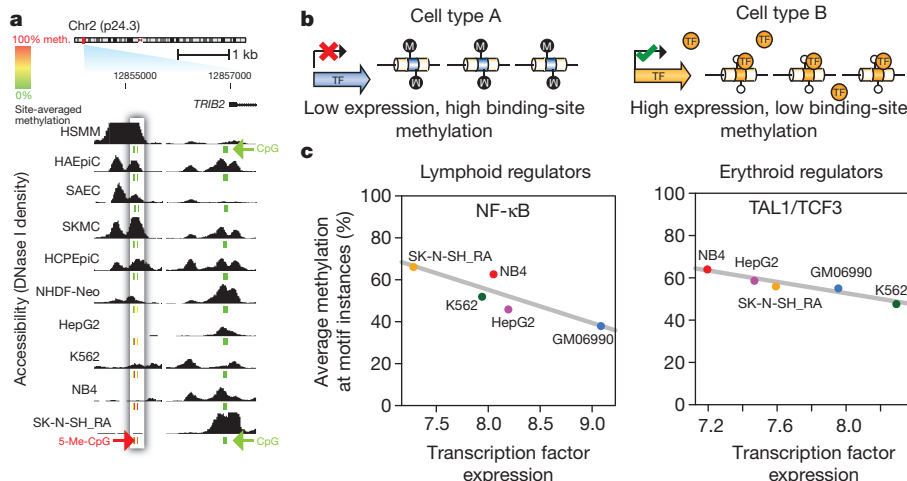 a
Chr2 (p24.3)
100% meth.
0%
Site-averaged
methylation
1 kb
12855000 12857000
TRIB2
Accessibility (DNase I density)
HSMM
CpG
HAEpiC
SAEC
SKMC
HCPEpiC
NHDF-Neo
HepG2
K562
NB4
SK-N-SH_RA
5-Me-CpG CpG
b
Cell type A
M M M
TF
M M M
Low expression, high binding-site
methylation
Cell type B
TF TF TF TF
TF TF TF
High expression, low binding-site
methylation
c
Lymphoid regulators
NF-κB
Average methylation
at motif instances (%)
100
80
60
40
20
0
SK-N-SH_RA
NB4
K562
HepG2
GM06990
7.5 8.0 8.5 9.0
Transcription factor
expression
Erythroid regulators
TAL1/TCF3
100
80
60
40
20
0
NB4
HepG2
GM06990
SK-N-SH_RA
K562
7.2 7.6 8.0
Transcription factor
expression